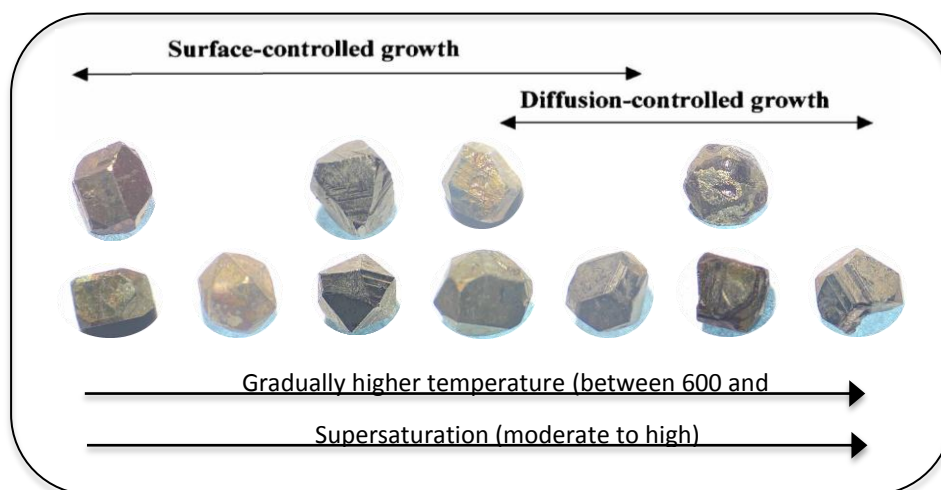 Surface-controlled growth
Diffusion-controlled growth
Gradually higher temperature (between 600 and
Supersaturation (moderate to high)